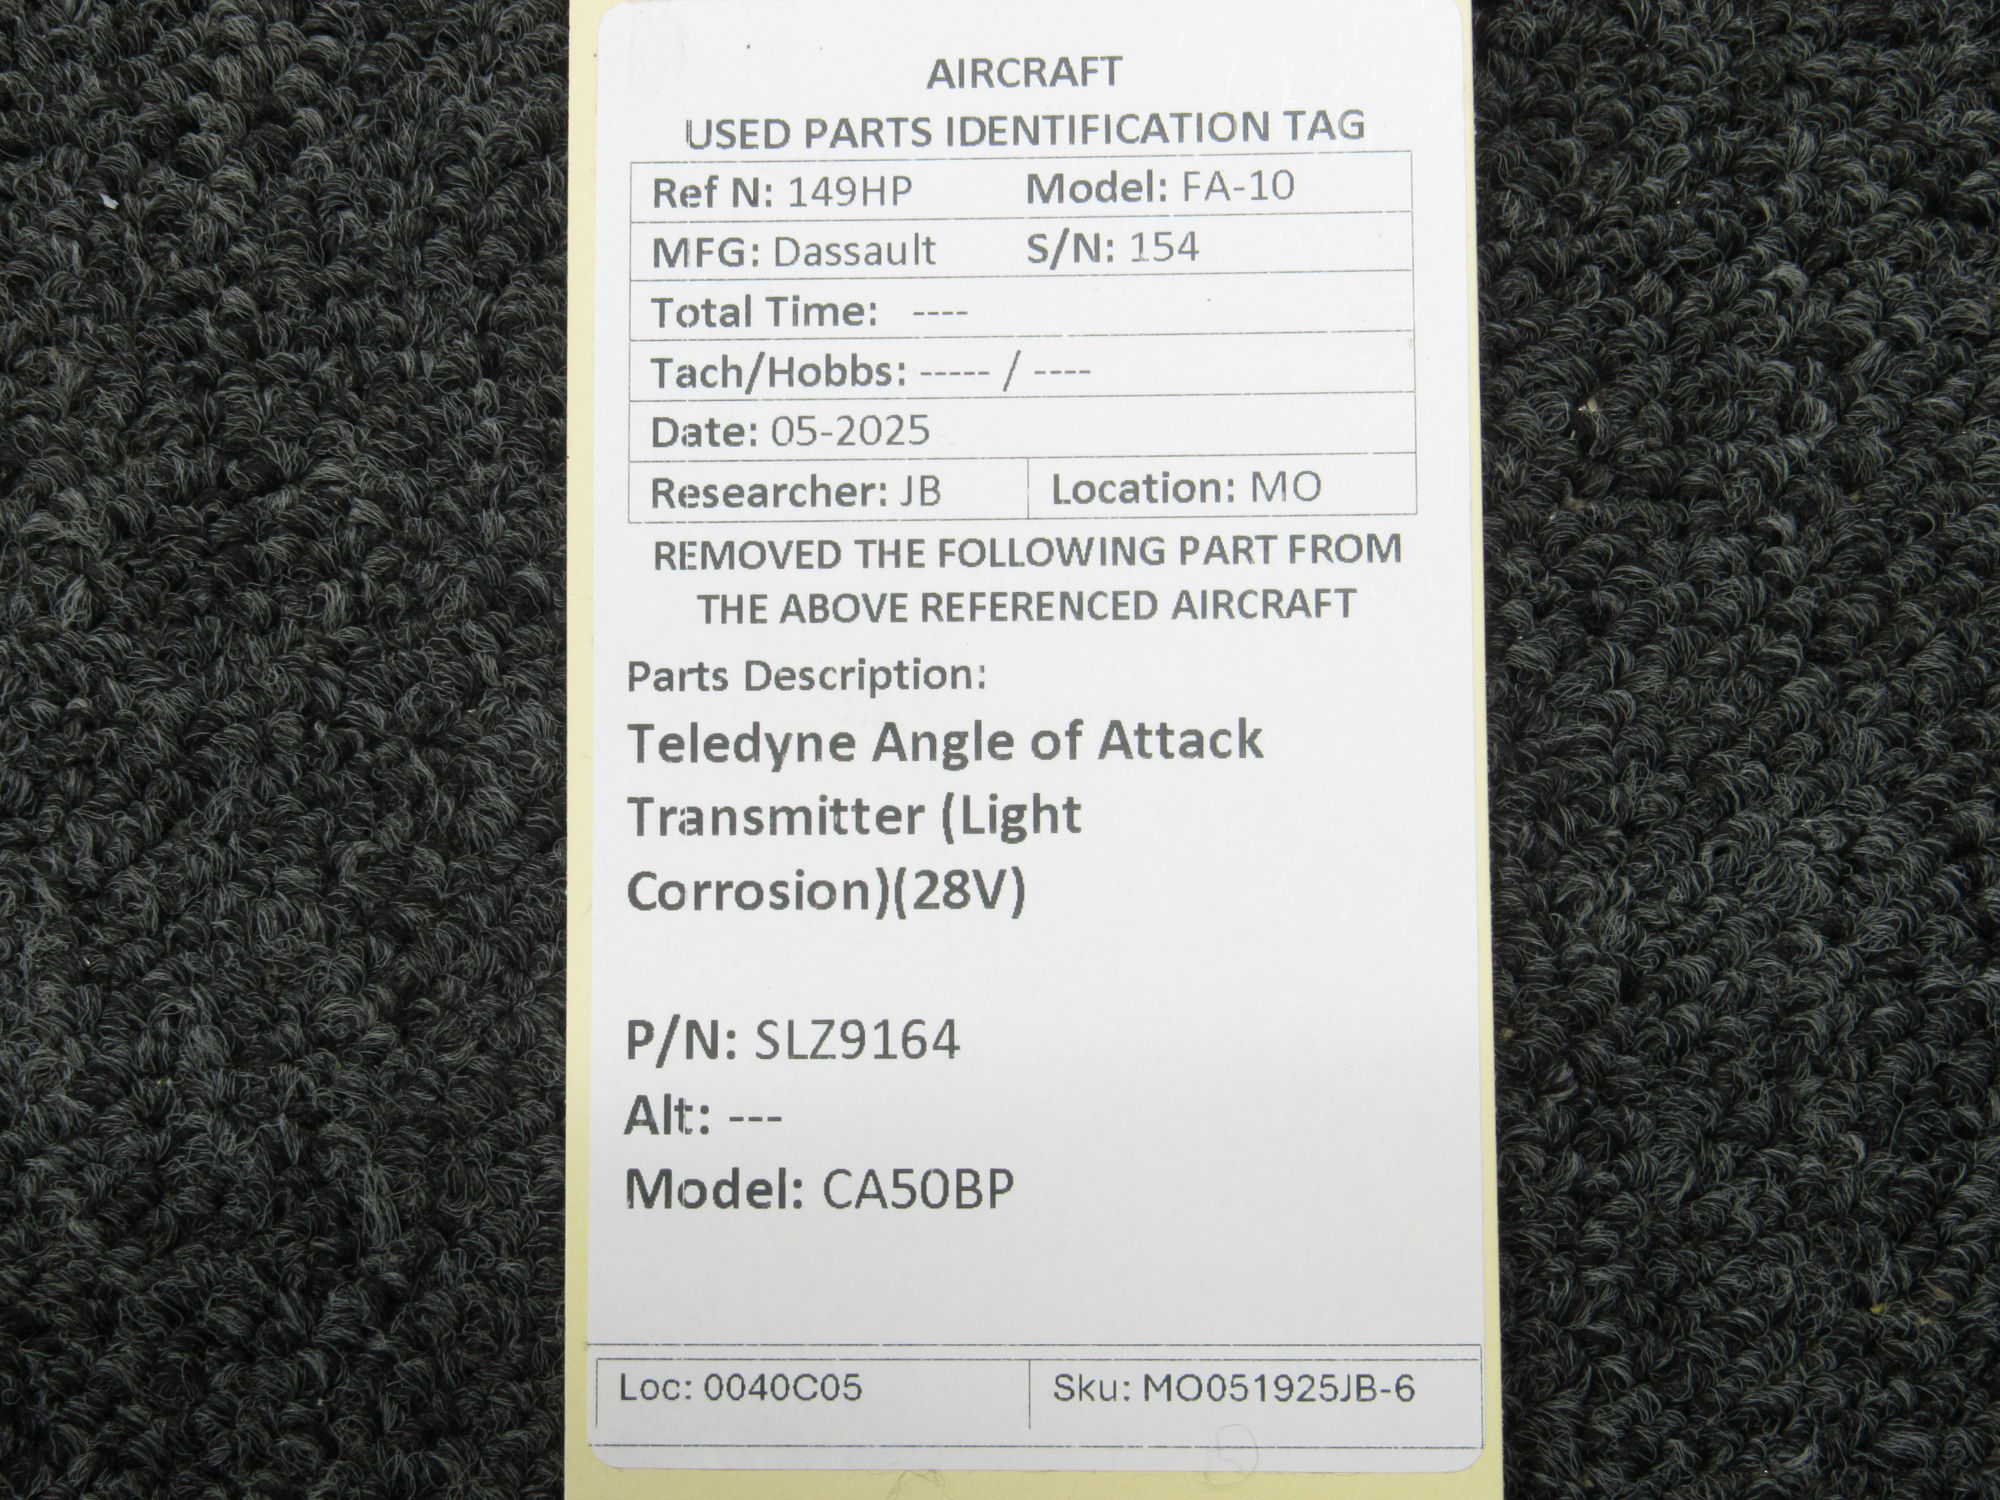 AIRCRAFT
USED PARTS IDENTIFICATION TAG
Ref N: 149HP Model: FA-10
MFG: Dassault S/N: 154
Total Time: ----
Tach/Hobbs: ----- / ----
Date: 05-2025
Researcher: JB Location: MO
REMOVED THE FOLLOWING PART FROM
THE ABOVE REFERENCED AIRCRAFT
Parts Description:
Teledyne Angle of Attack
Transmitter (Light
Corrosion)(28V)
P/N: SLZ9164
Alt: ---
Model: CA50BP
Loc: 0040C05 Sku: MO051925JB-6